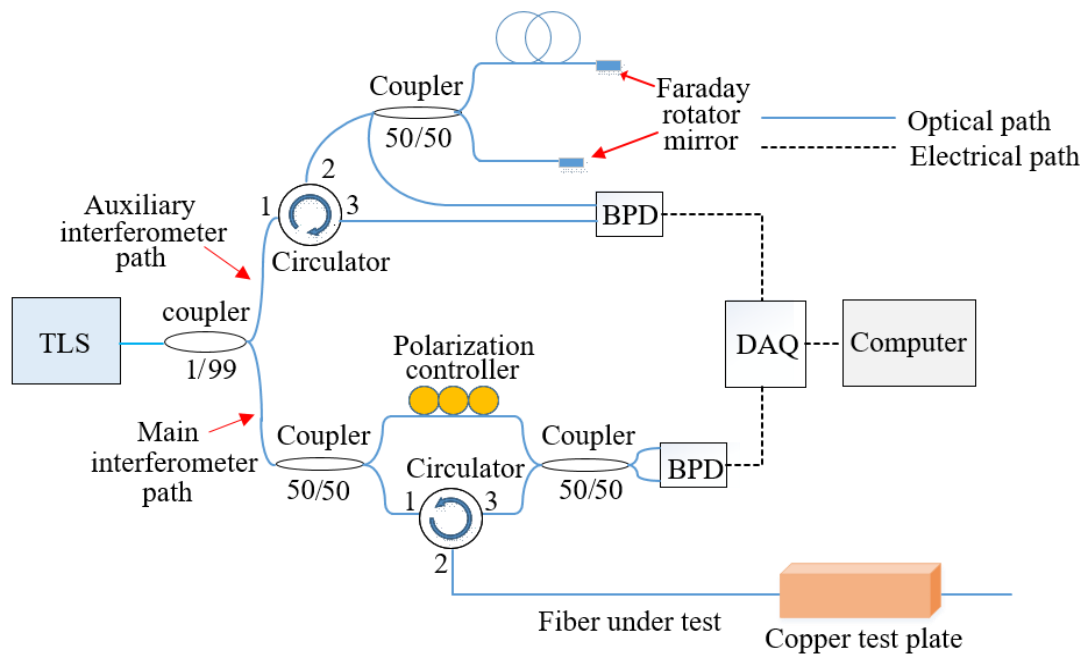 Coupler
50/50
Faraday
rotator
mirror
Optical path
Electrical path
2
1
3
Circulator
BPD
Auxiliary
interferometer
path
TLS
coupler
1/99
DAQ
Computer
Polarization
controller
Main
interferometer
path
Coupler
50/50
Circulator
1
3
2
Coupler
50/50
BPD
Fiber under test
Copper test plate